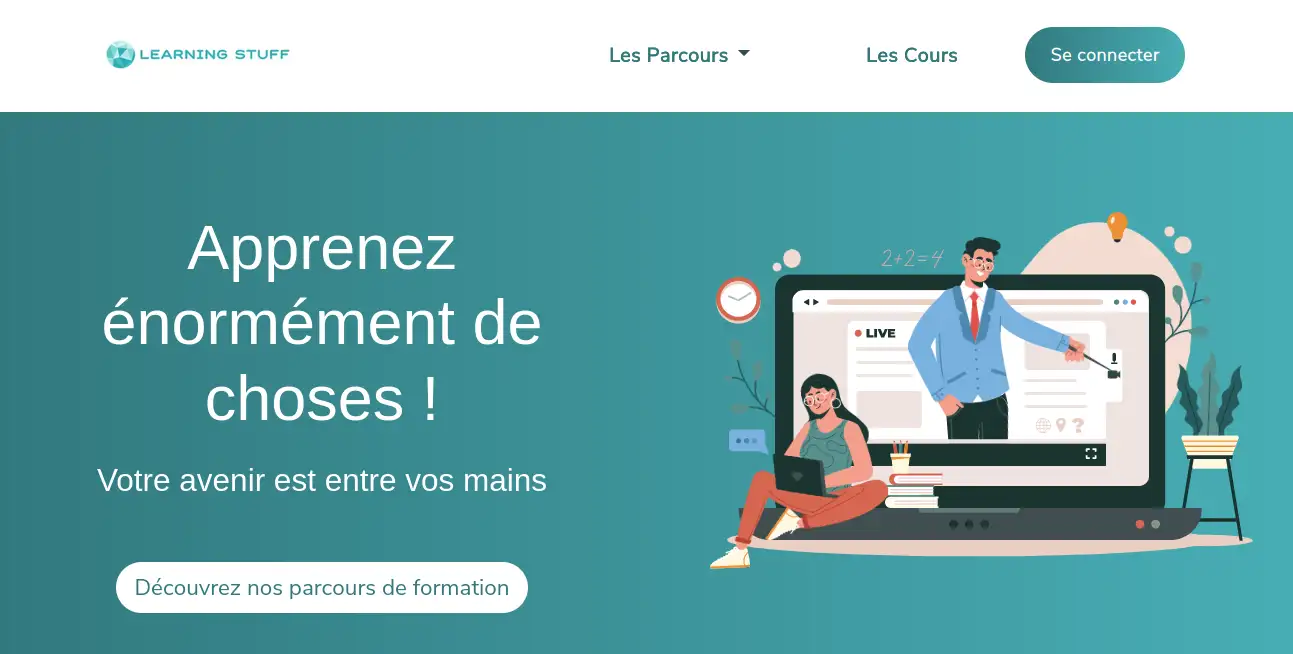 LEARNING STUFF
Les Parcours
Les Cours
Se connecter
Apprenez
énormément de
choses !
Votre avenir est entre vos mains
Découvrez nos parcours de formation
2+2=4
LIVE
?